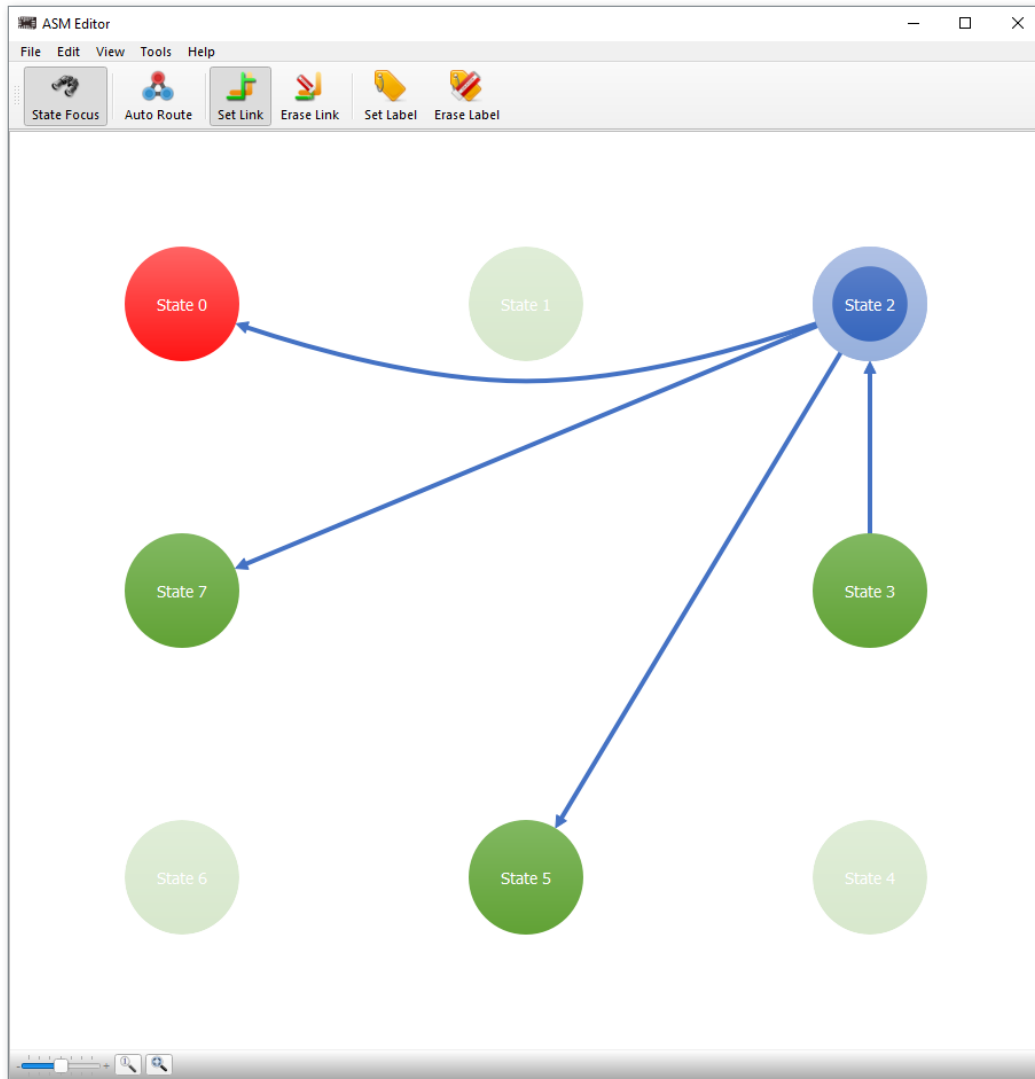 ASM Editor
File Edit View Tools Help
State Focus Auto Route Set Link Erase Link Set Label Erase Label
State 0 State 1 State 2
State 7 State 3
State 6 State 5 State 4
- +